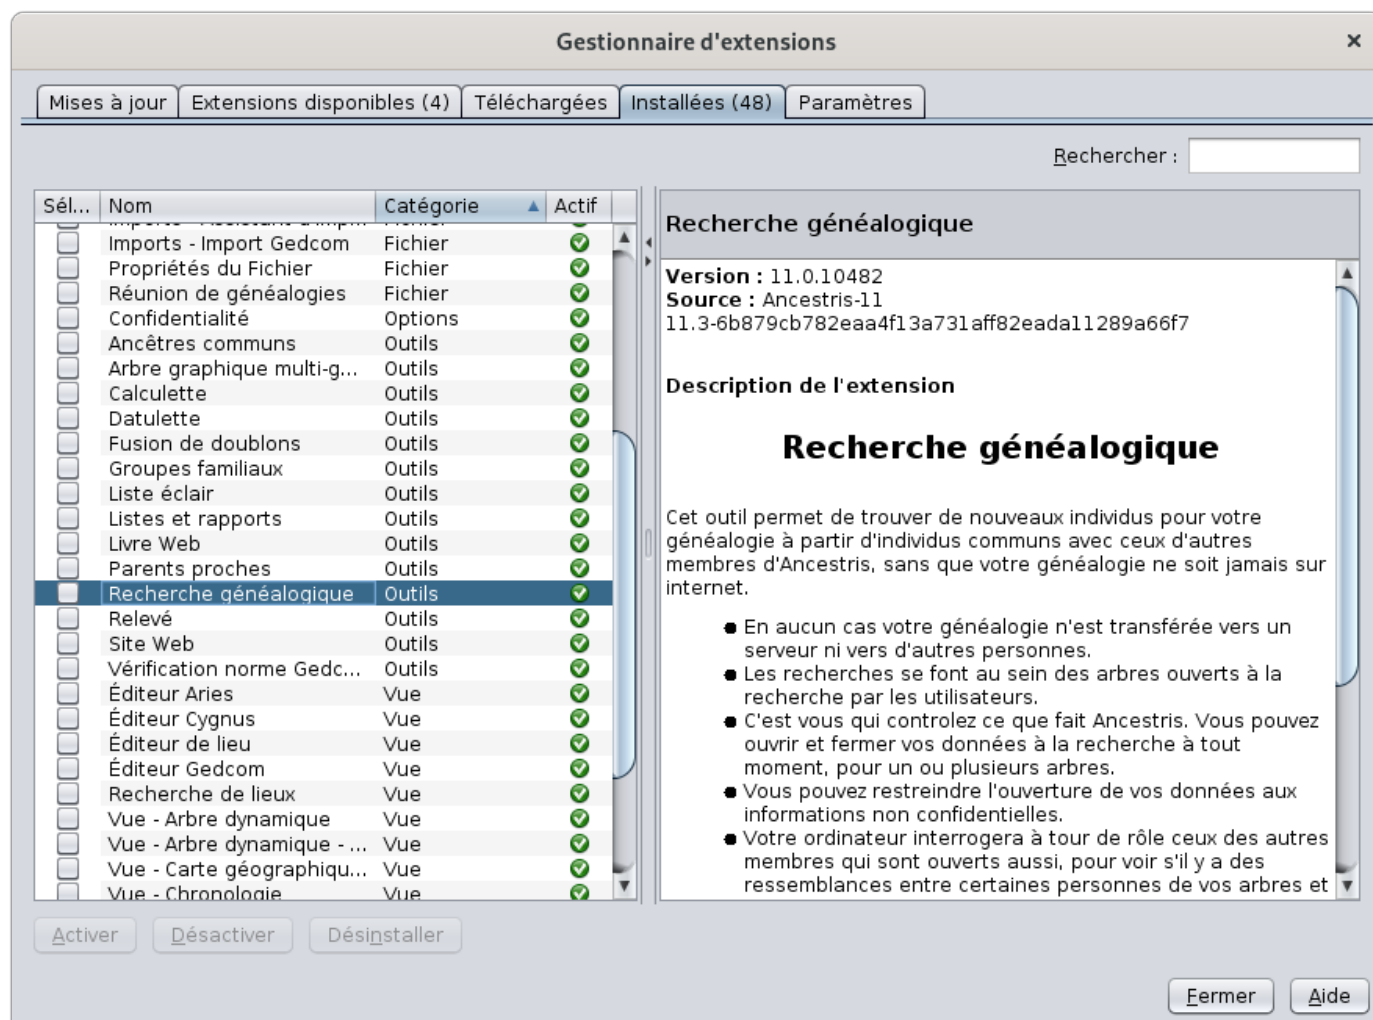 Gestionnaire d'extensions
Mises à jour Extensions disponibles (4) Téléchargées Installées (48) Paramètres
Rechercher :
Sél... Nom Catégorie Actif
Imports - Import Gedcom Fichier
Propriétés du Fichier Fichier
Réunion de généalogies Fichier
Confidentialité Options
Ancêtres communs Outils
Arbre graphique multi-g... Outils
Calculette Outils
Datulette Outils
Fusion de doublons Outils
Groupes familiaux Outils
Liste éclair Outils
Listes et rapports Outils
Livre Web Outils
Parents proches Outils
Recherche généalogique Outils
Relevé Outils
Site Web Outils
Vérification norme Gedc... Outils
Éditeur Aries Vue
Éditeur Cygnus Vue
Éditeur de lieu Vue
Éditeur Gedcom Vue
Recherche de lieux Vue
Vue - Arbre dynamique Vue
Vue - Arbre dynamique - ... Vue
Vue - Carte géographiqu... Vue
Vue - Chronologie Vue
Recherche généalogique
Version : 11.0.10482
Source : Ancestris-11
11.3-6b879cb782eaa4f13a731aff82eada11289a66f7
Description de l'extension
Recherche généalogique
Cet outil permet de trouver de nouveaux individus pour votre
généalogie à partir d'individus communs avec ceux d'autres
membres d'Ancestris, sans que votre généalogie ne soit jamais sur
internet.
● En aucun cas votre généalogie n'est transférée vers un
serveur ni vers d'autres personnes.
● Les recherches se font au sein des arbres ouverts à la
recherche par les utilisateurs.
● C'est vous qui controlez ce que fait Ancestris. Vous pouvez
ouvrir et fermer vos données à la recherche à tout
moment, pour un ou plusieurs arbres.
● Vous pouvez restreindre l'ouverture de vos données aux
informations non confidentielles.
● Votre ordinateur interrogera à tour de rôle ceux des autres
membres qui sont ouverts aussi, pour voir s'il y a des
ressemblances entre certaines personnes de vos arbres et
Activer Désactiver Désinstaller
Fermer Aide